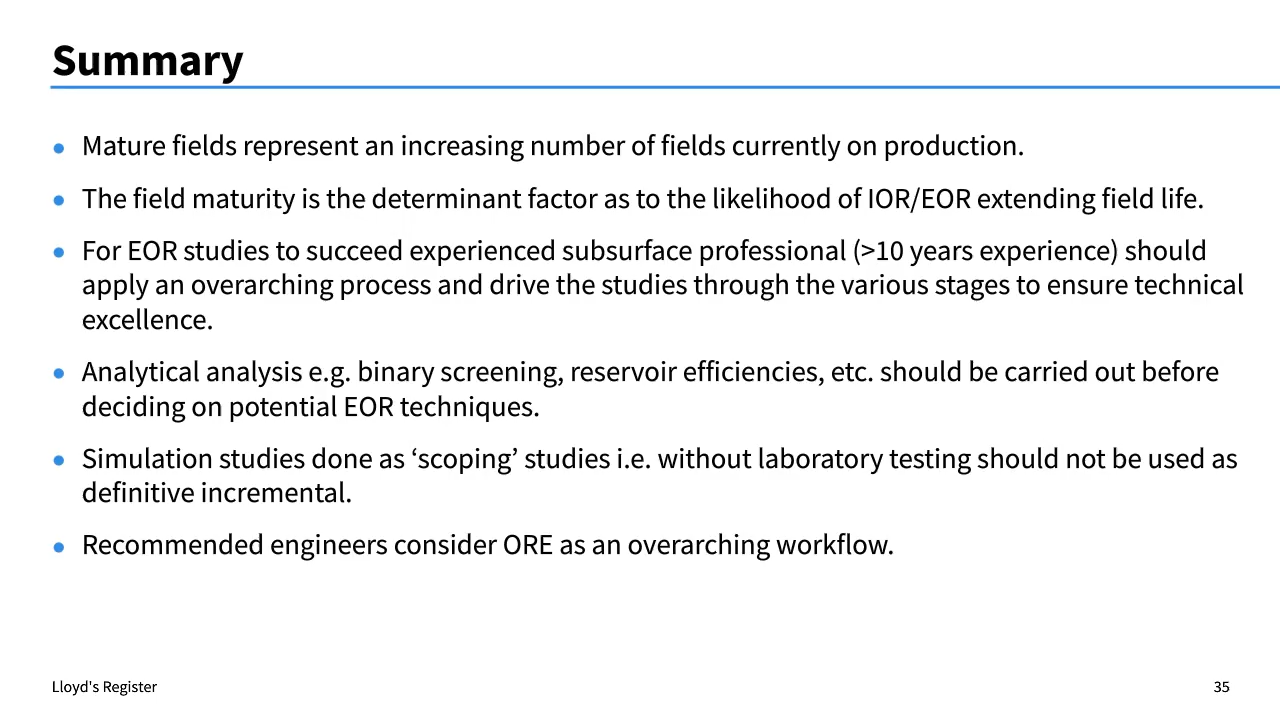 Summary
• Mature fields represent an increasing number of fields currently on production.
• The field maturity is the determinant factor as to the likelihood of IOR/EOR extending field life.
• For EOR studies to succeed experienced subsurface professional (>10 years experience) should
apply an overarching process and drive the studies through the various stages to ensure technical
excellence.
• Analytical analysis e.g. binary screening, reservoir efficiencies, etc. should be carried out before
deciding on potential EOR techniques.
• Simulation studies done as ‘scoping’ studies i.e. without laboratory testing should not be used as
definitive incremental.
• Recommended engineers consider ORE as an overarching workflow.
Lloyd's Register
35